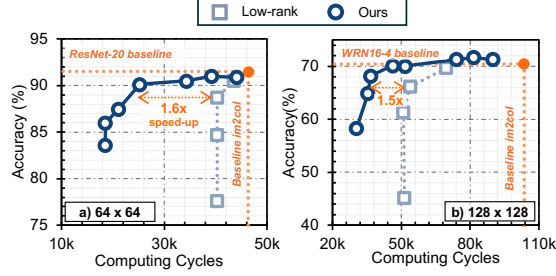 Low-rank
Ours
ResNet-20 baseline
Accuracy(%)
95
90
85
80
75
1.6x
speed-up
Baseline im2col
a) 64 x 64
10k
20k
30k
40k
50k
Computing Cycles
WRN16-4 baseline
Accuracy(%)
80
70
60
50
40
1.5x
Baseline im2col
b) 128 x 128
20k
50k
80k
110k
Computing Cycles